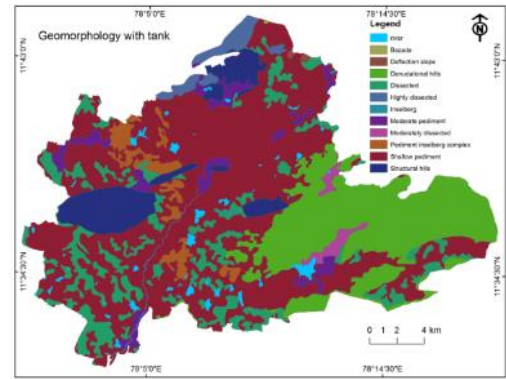 78°5'0"E
78°14'30"E
Geomorphology with tank
N
11°43'0"N
11°43'0"N
Legend
Bazada
Deflection slope
Denudational hills
Dissected
Highly dissected
Inselberg
Moderate pediment
Moderately dissected
Pediment inselberg complex
Shallow pediment
Structural hills
11°34'30"N
11°34'30"N
0 1 2 4 km
78°5'0"E
78°14'30"E